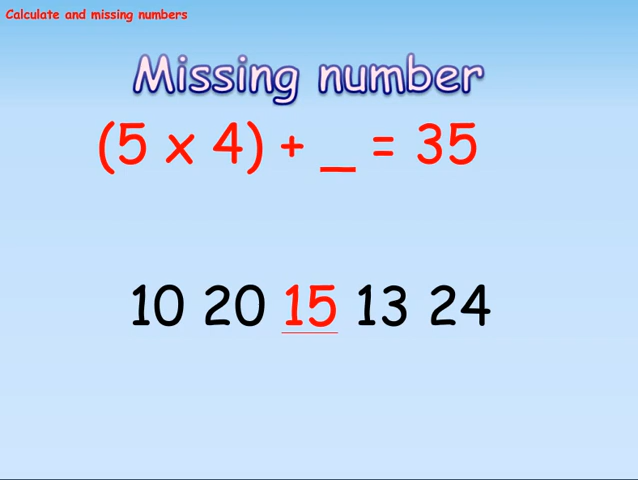 Calculate and missing numbers
Missing number
(5 x 4) + _ = 35
10 20 15 13 24